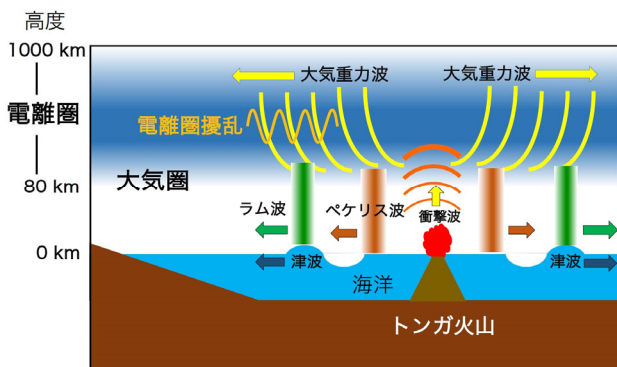 高度
1000 km
大気重力波
大気重力波
電離圏
電離圏擾乱
大気圏
80 km
ラム波
ペケリス波
衝撃波
0 km
津波
津波
海洋
トンガ火山